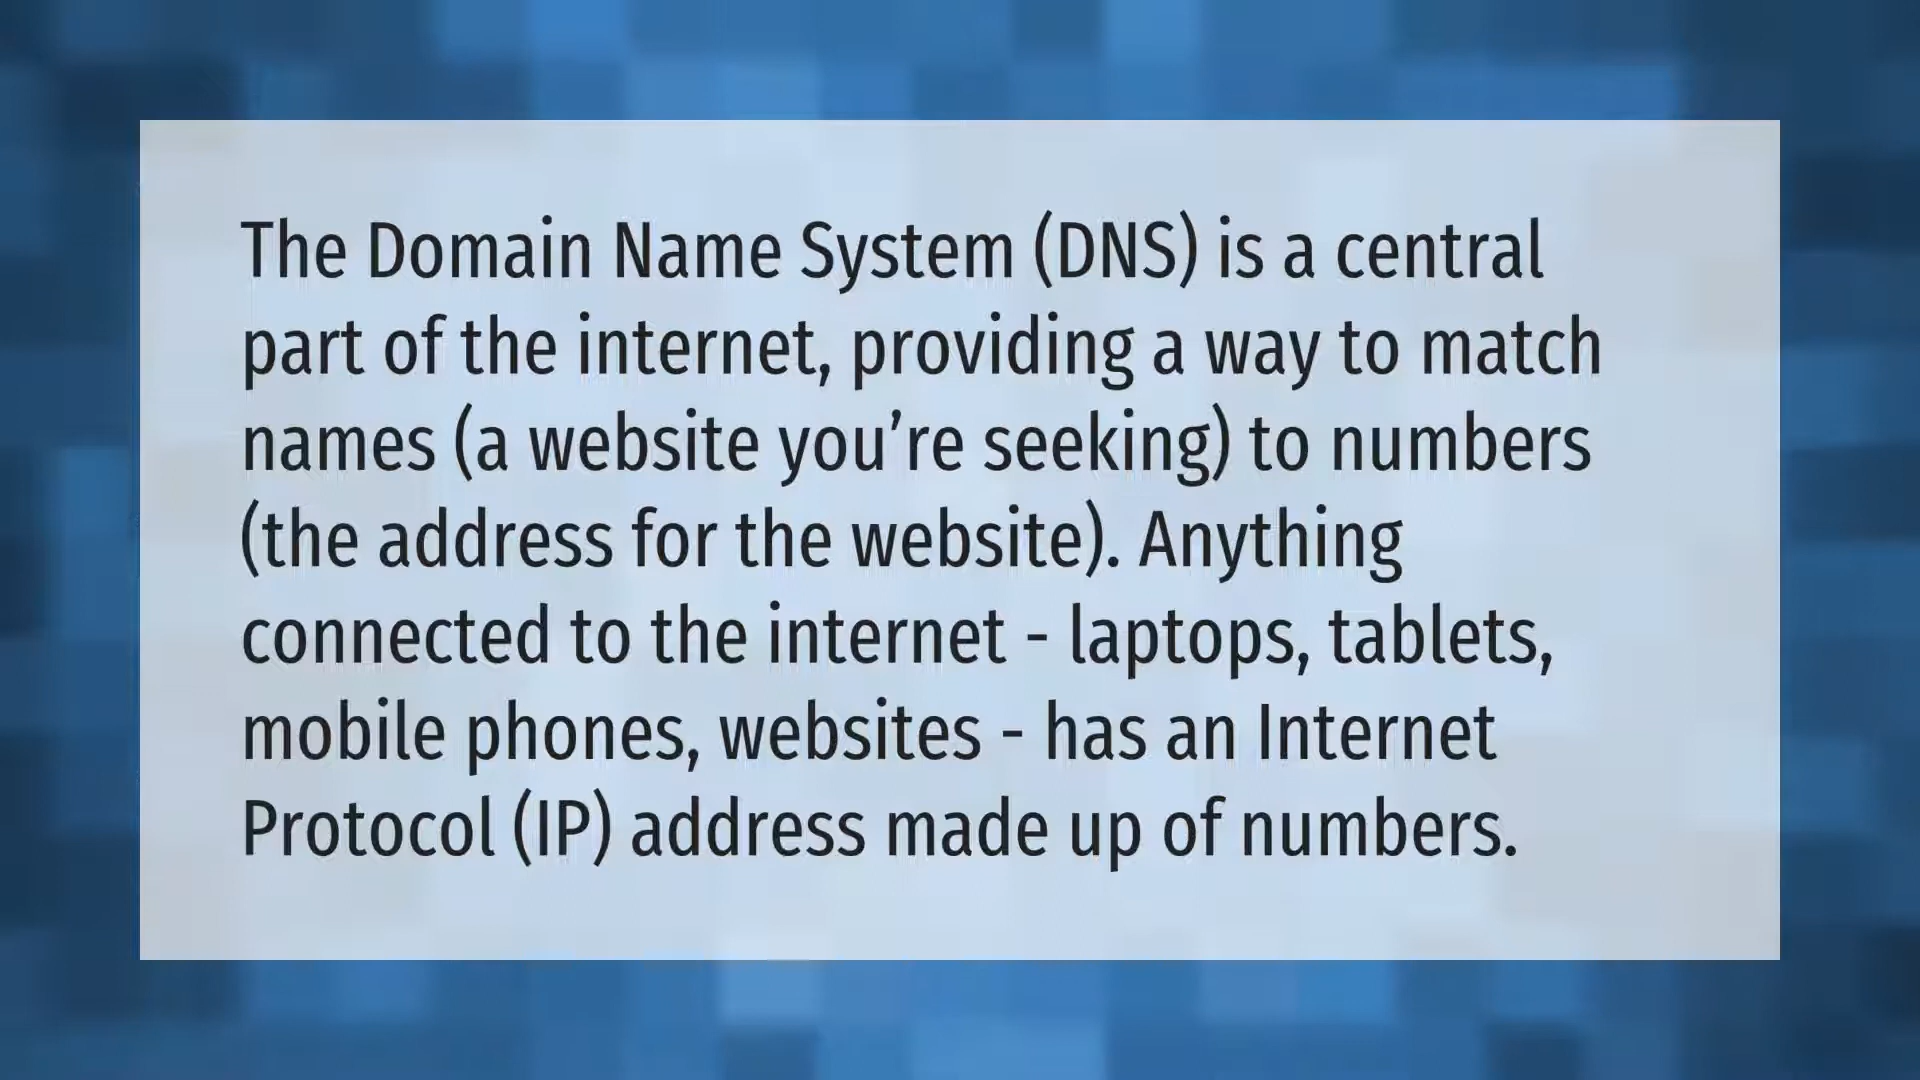 The Domain Name System (DNS) is a central
part of the internet, providing a way to match
names (a website you’re seeking) to numbers
(the address for the website). Anything
connected to the internet - laptops, tablets,
mobile phones, websites - has an Internet
Protocol (IP) address made up of numbers.